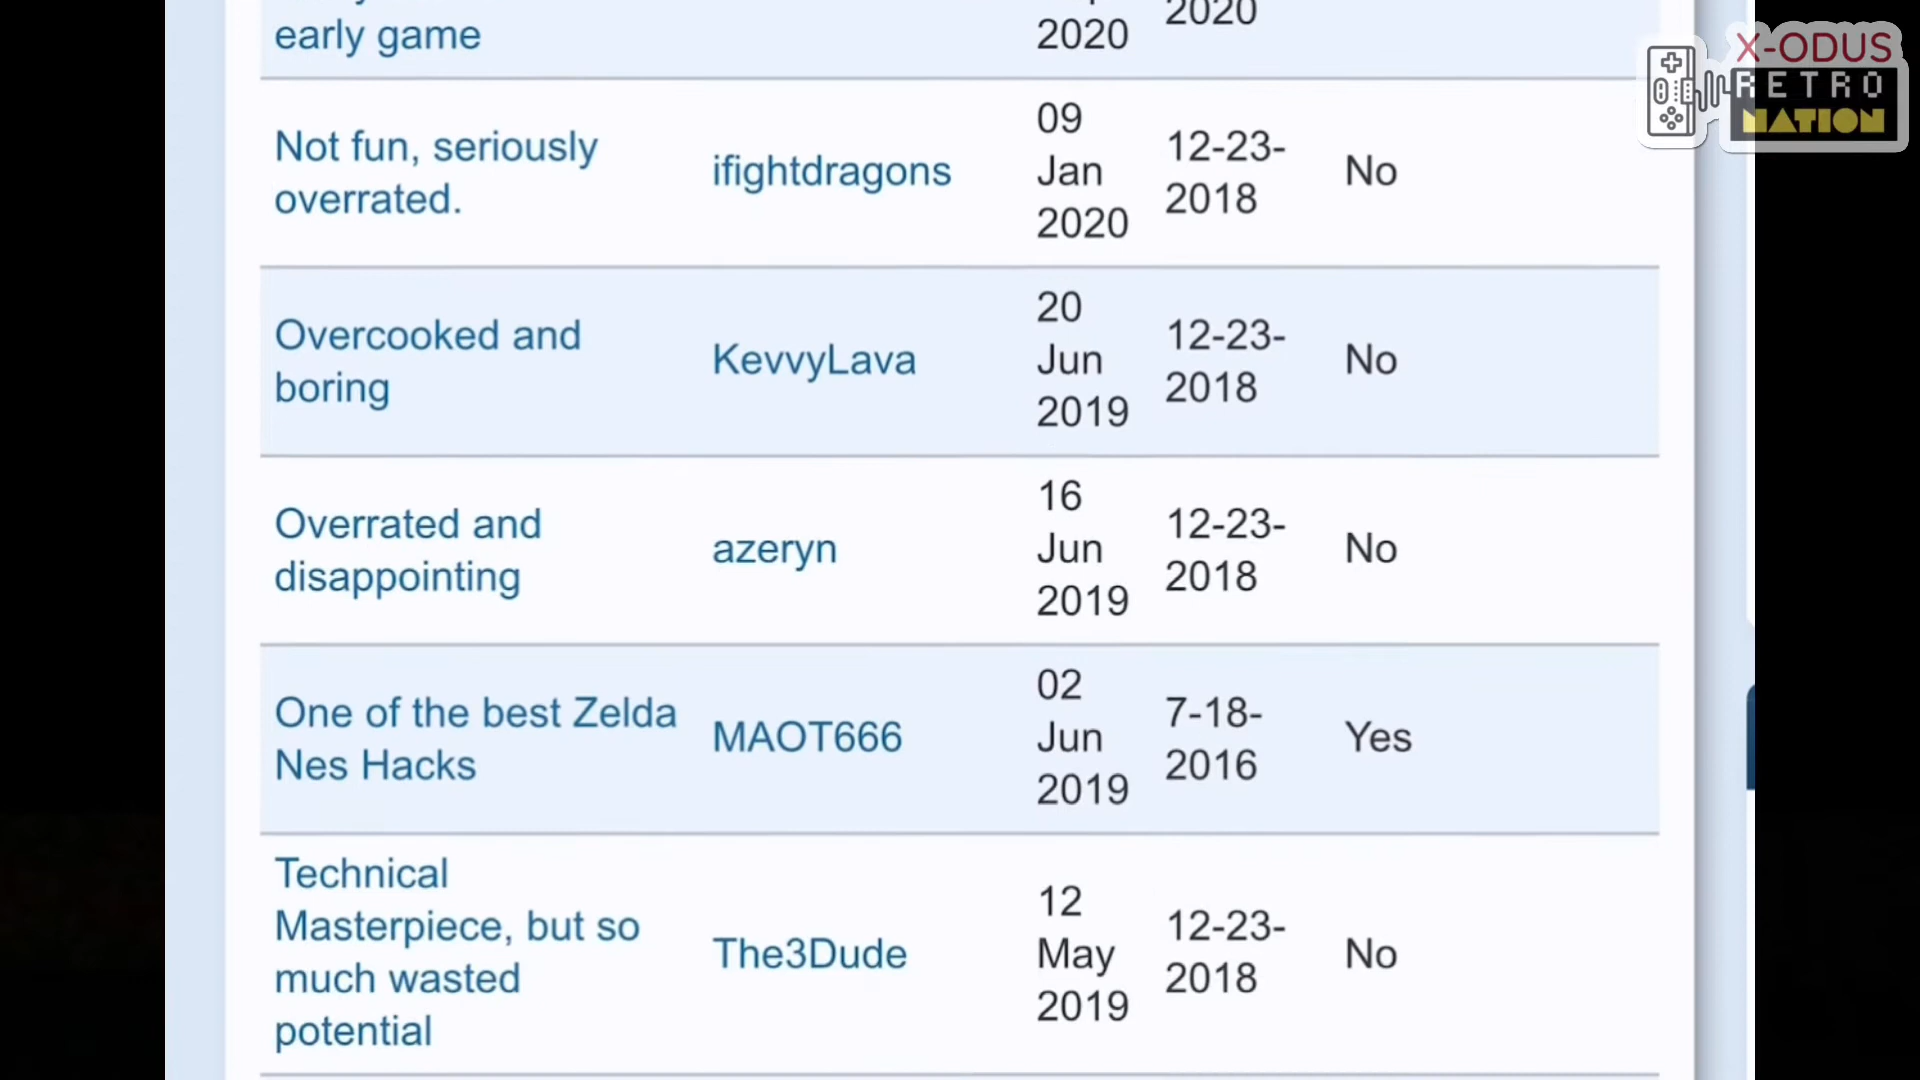 early game
2020
2020
X-ODUS
RETRO
NATION
Not fun, seriously
overrated.
ifightdragons
09
Jan
2020
12-23-
2018
No
Overcooked and
boring
KevvyLava
20
Jun
2019
12-23-
2018
No
Overrated and
disappointing
azeryn
16
Jun
2019
12-23-
2018
No
One of the best Zelda
Nes Hacks
MAOT666
02
Jun
2019
7-18-
2016
Yes
Technical
Masterpiece, but so
much wasted
potential
The3Dude
12
May
2019
12-23-
2018
No